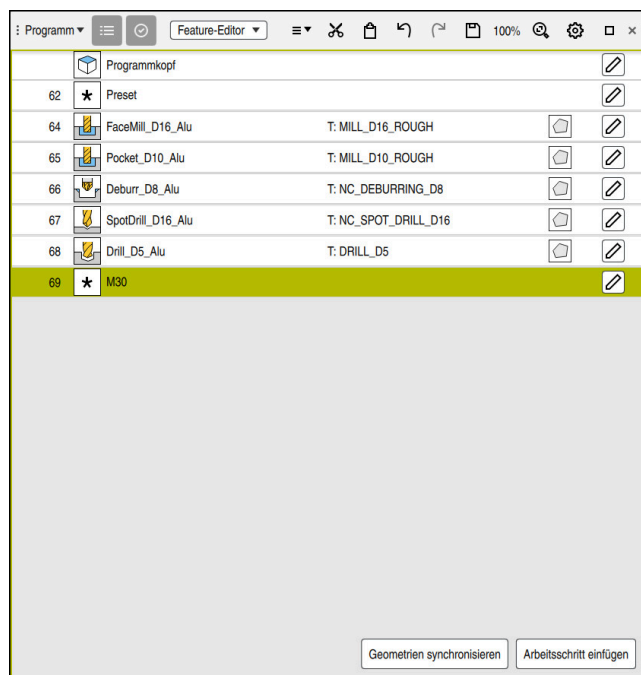 Programm Feature-Editor 100%
Programmkopf
62 * Preset
64 FaceMill_D16_Alu T: MILL_D16_ROUGH
65 Pocket_D10_Alu T: MILL_D10_ROUGH
66 Deburr_D8_Alu T: NC_DEBURRING_D8
67 SpotDrill_D16_Alu T: NC_SPOT_DRILL_D16
68 Drill_D5_Alu T: DRILL_D5
69 * M30
Geometrien synchronisieren Arbeitsschritt einfügen